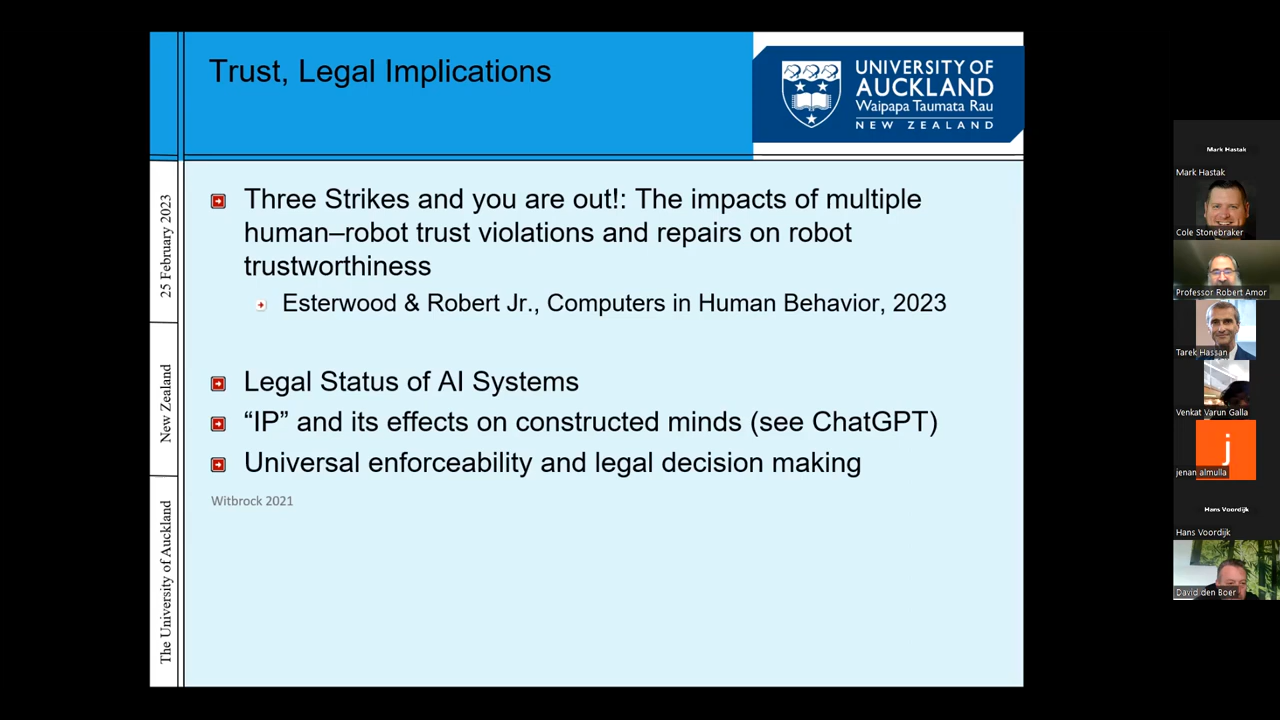 Trust, Legal Implications
UNIVERSITY OF
AUCKLAND
Waipapa Taumata Rau
NEW ZEALAND
25 February 2023
New Zealand
The University of Auckland
Three Strikes and you are out!: The impacts of multiple
human–robot trust violations and repairs on robot
trustworthiness
Esterwood & Robert Jr., Computers in Human Behavior, 2023
Legal Status of AI Systems
“IP” and its effects on constructed minds (see ChatGPT)
Universal enforceability and legal decision making
Witbrock 2021
Mark Hastak
Mark Hastak
Cole Stonebraker
Professor Robert Amor
Tarek Hassan
Venkat Varun Galla
j
jenan almulla
Hans Voordijk
Hans Voordijk
David den Boer